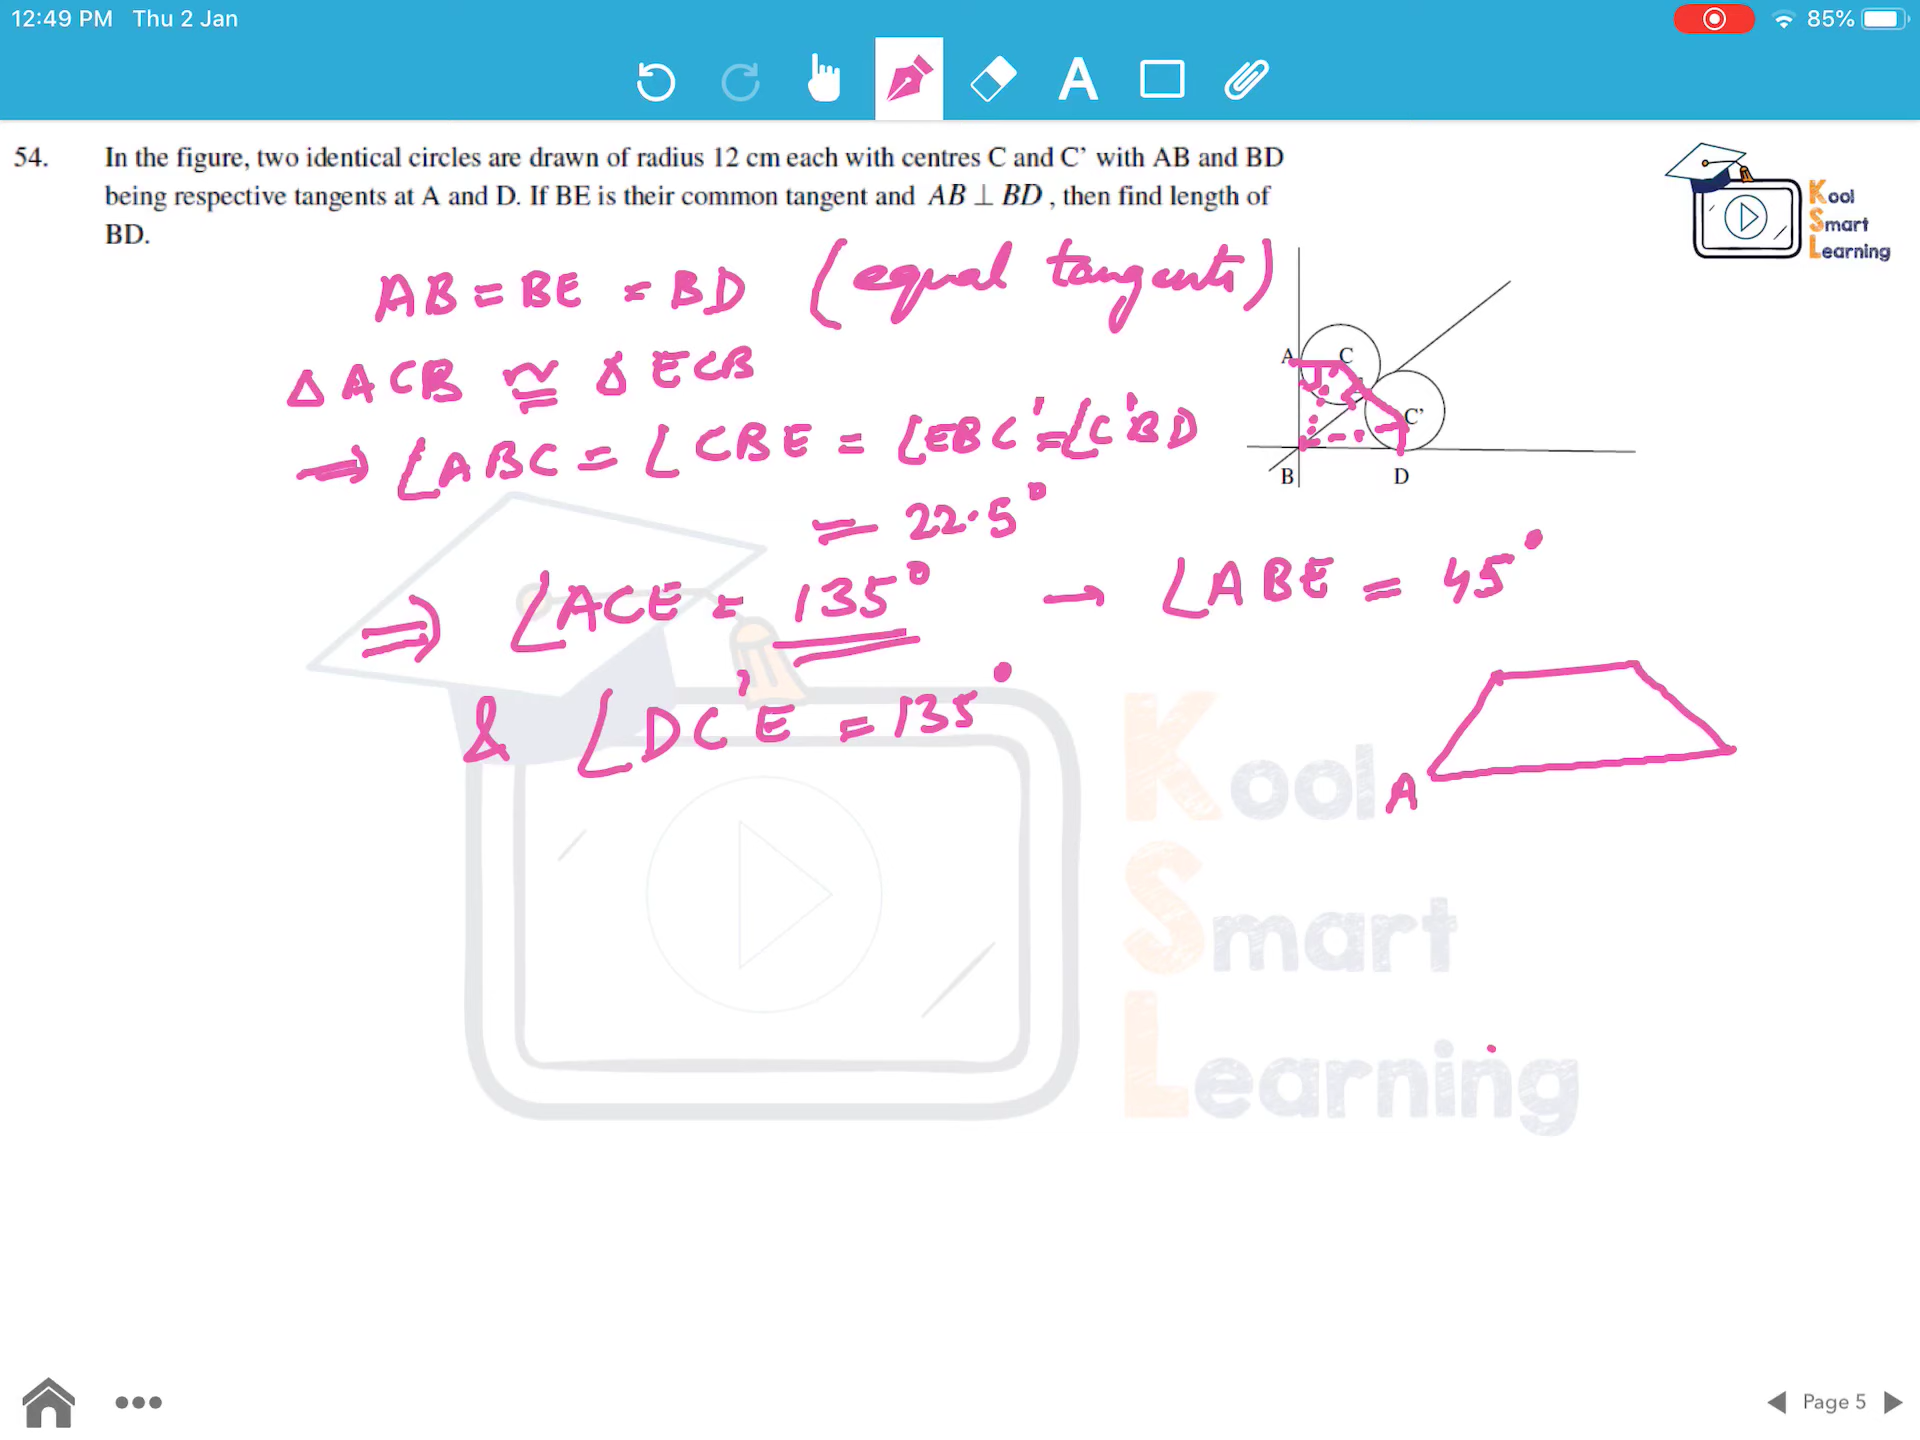 12:49 PM Thu 2 Jan
85%
A
54. In the figure, two identical circles are drawn of radius 12 cm each with centres C and C’ with AB and BD
being respective tangents at A and D. If BE is their common tangent and AB ⊥ BD , then find length of
BD.
Kool
Smart
Learning
AB = BE = BD (equal tangents)
A C
C’
B D
Δ ACB ≅ Δ ECB
⇒ ∠ABC = ∠CBE = ∠EBC' = ∠C'BD
= 22.5°
⇒ ∠ACE = 135° → ∠ABE = 45°
& ∠DC'E = 135°
A
Kool
Smart
Learning
Page 5